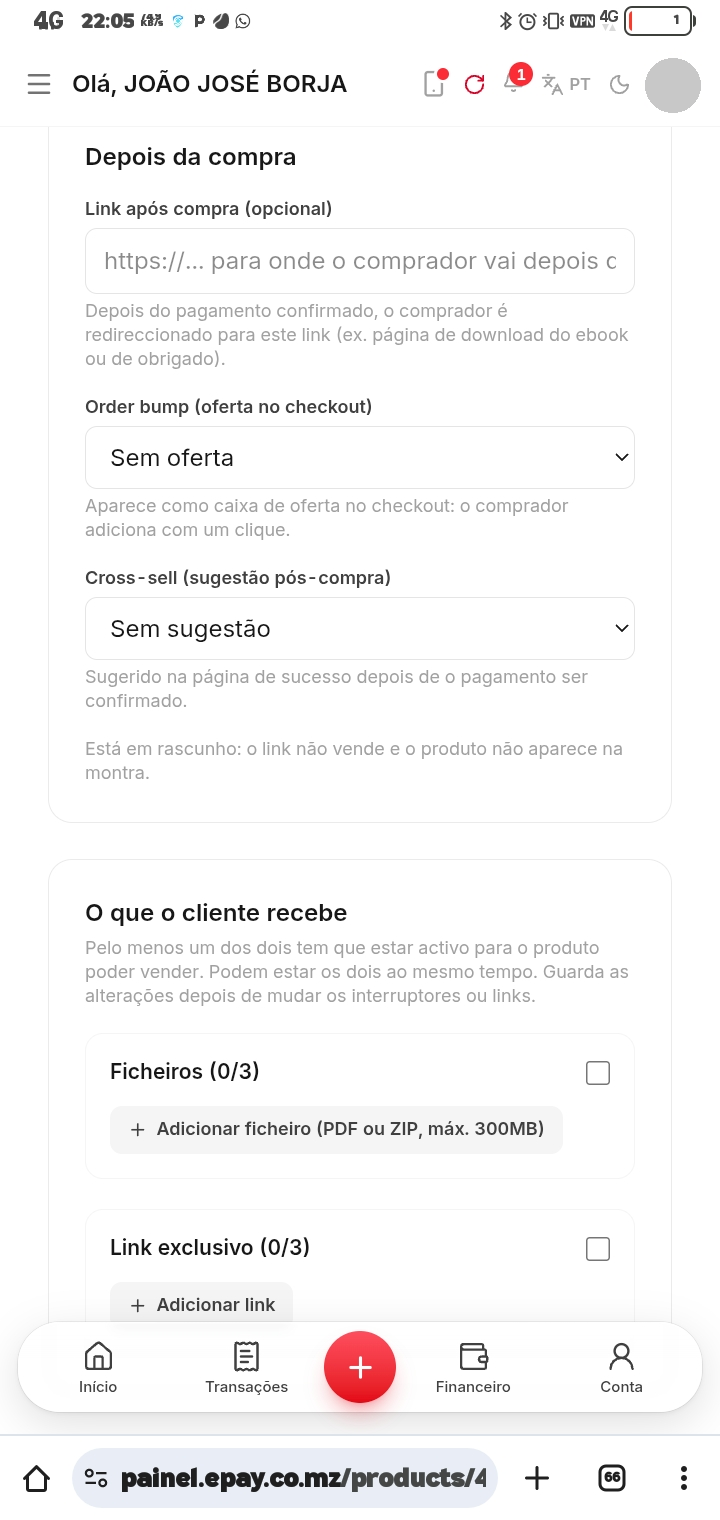 4G 22:05 P VPN 4G 1
Olá, JOÃO JOSÉ BORJA 1 PT
Depois da compra
Link após compra (opcional)
https://... para onde o comprador vai depois d
Depois do pagamento confirmado, o comprador é
redireccionado para este link (ex. página de download do ebook
ou de obrigado).
Order bump (oferta no checkout)
Sem oferta
Aparece como caixa de oferta no checkout: o comprador
adiciona com um clique.
Cross-sell (sugestão pós-compra)
Sem sugestão
Sugerido na página de sucesso depois de o pagamento ser
confirmado.
Está em rascunho: o link não vende e o produto não aparece na
montra.
O que o cliente recebe
Pelo menos um dos dois tem que estar activo para o produto
poder vender. Podem estar os dois ao mesmo tempo. Guarda as
alterações depois de mudar os interruptores ou links.
Ficheiros (0/3)
+ Adicionar ficheiro (PDF ou ZIP, máx. 300MB)
Link exclusivo (0/3)
+ Adicionar link
Início Transações Financeiro Conta
painel.epay.co.mz/products/4 66